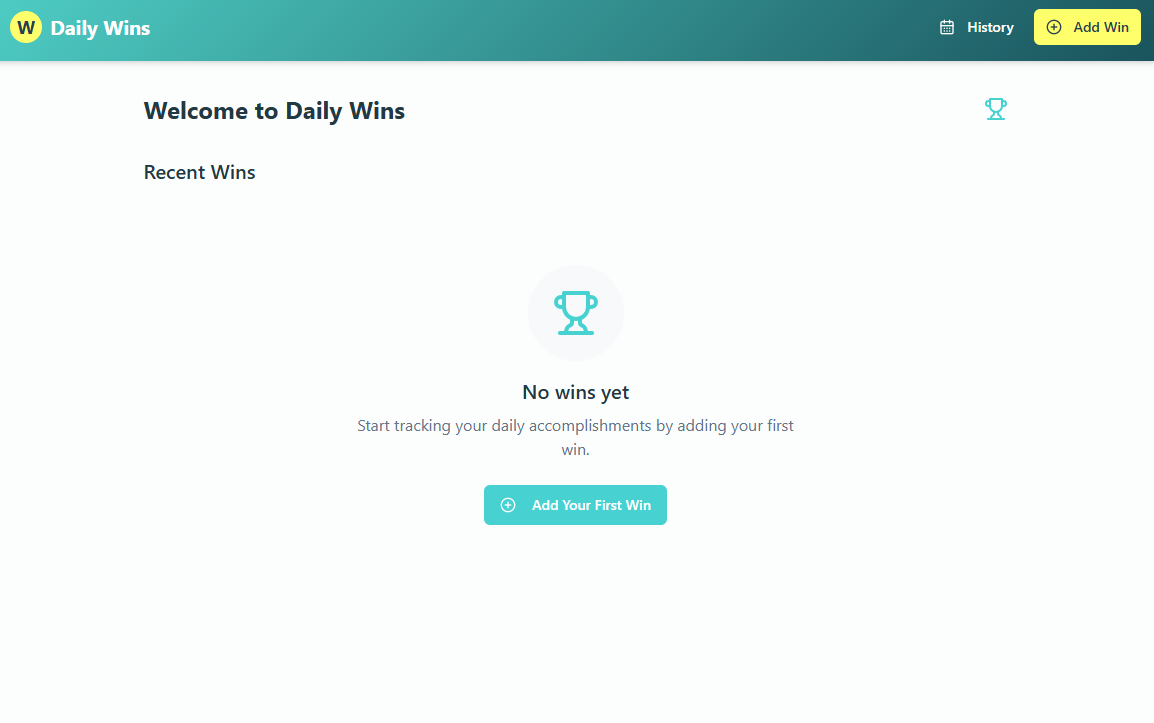 W Daily Wins
History
Add Win
Welcome to Daily Wins
Recent Wins
No wins yet
Start tracking your daily accomplishments by adding your first
win.
Add Your First Win